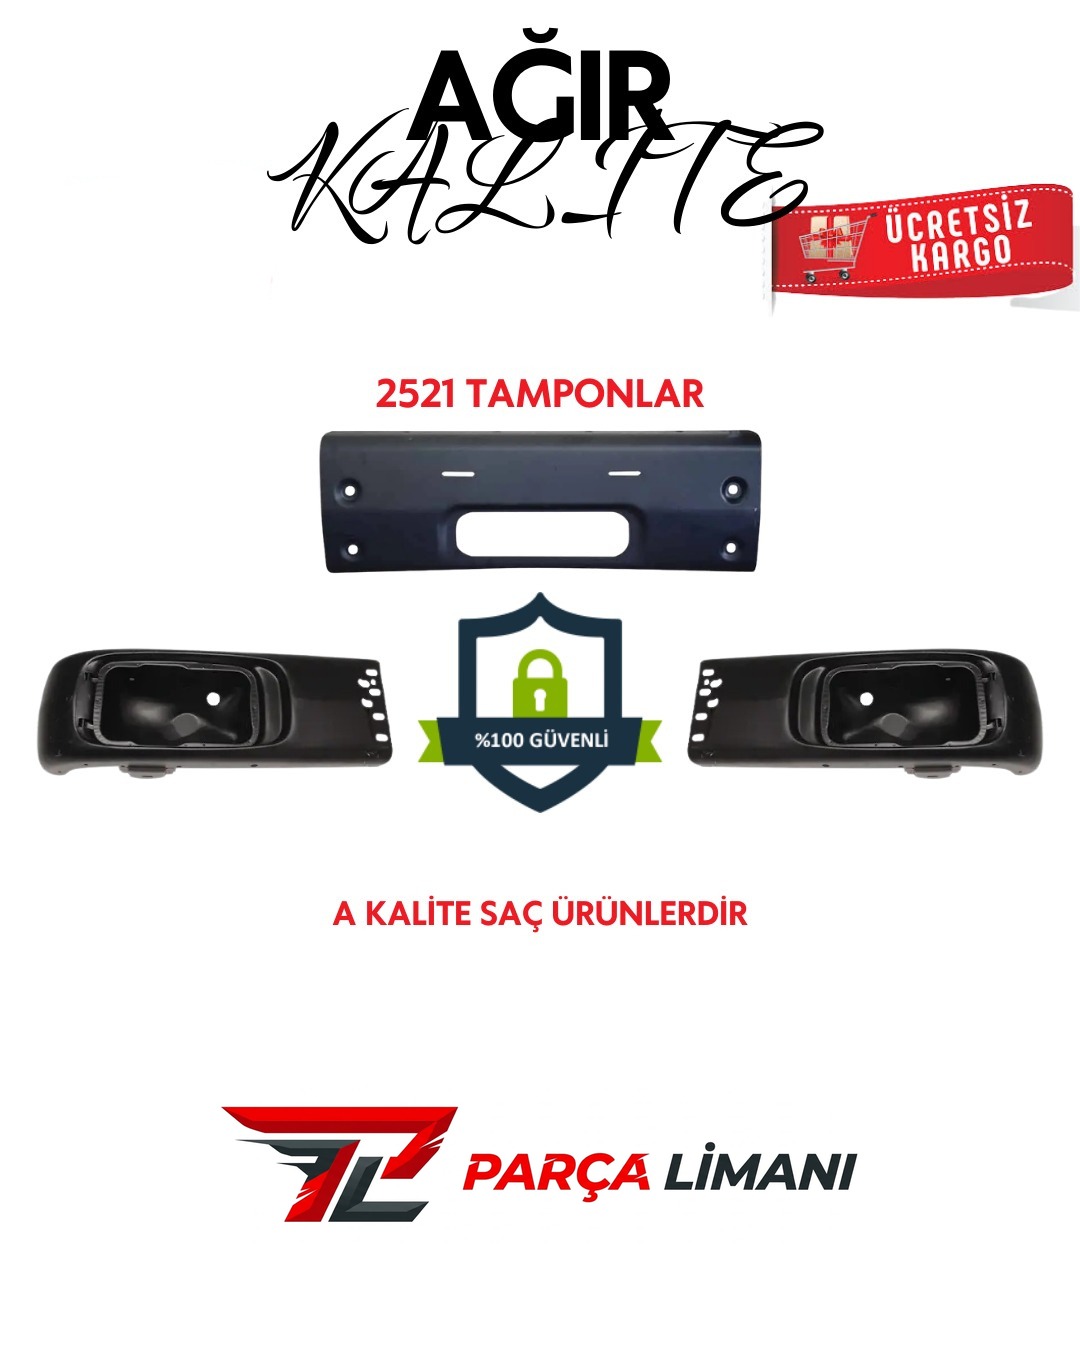 AĞIR
KALİTE
ÜCRETSİZ
KARGO
2521 TAMPONLAR
%100 GÜVENLİ
A KALİTE SAÇ ÜRÜNLERDİR
PARÇA LİMANI